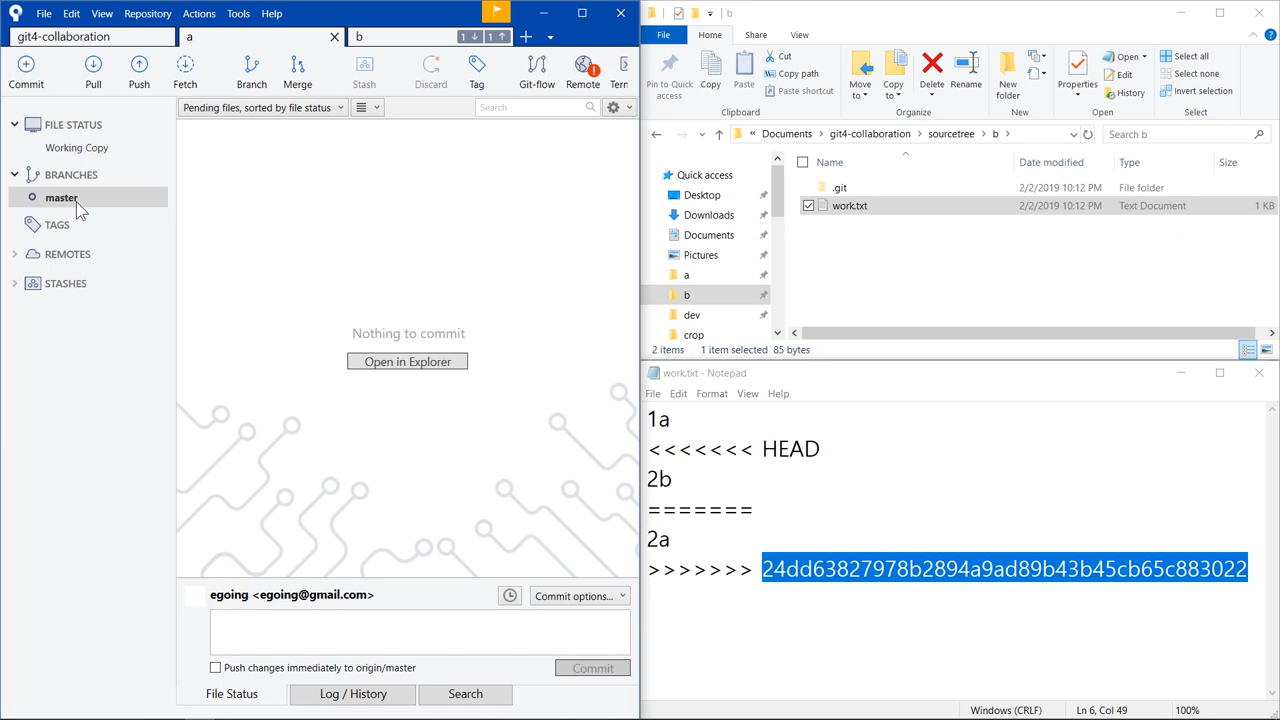 File Edit View Repository Actions Tools Help
git4-collaboration a b 1 1
Pull Push Fetch Branch Merge Stash Discard Tag Git-flow Remote
Pending files, sorted by file status Search
FILE STATUS
Working Copy
BRANCHES
master
TAGS
REMOTES
STASHES
Nothing to commit
Open in Explorer
egoing <egoing@gmail.com> Commit options...
Push changes immediately to origin/master Commit
File Status Log / History Search
b
File Home Share View
Pin to Quick access
Copy
Paste
Cut
Copy path
Paste shortcut
Clipboard
Move to
Copy to
Delete
Rename
Organize
New folder
New
Properties
Open
Edit
History
Open
Select all
Select none
Invert selection
Select
« Documents git4-collaboration sourcetree b Search b
Name Date modified Type Size
.git 2/2/2019 10:12 PM File folder
work.txt 2/2/2019 10:12 PM Text Document 1 KB
Quick access
Desktop
Downloads
Documents
Pictures
a
b
dev
crop
2 items 1 item selected 85 bytes
work.txt - Notepad
File Edit Format View Help
1a
<<<<<<< HEAD
2b
=======
2a
>>>>>>> 24dd63827978b2894a9ad89b43b45cb65c883022
Windows (CRLF) Ln 6, Col 49 100%